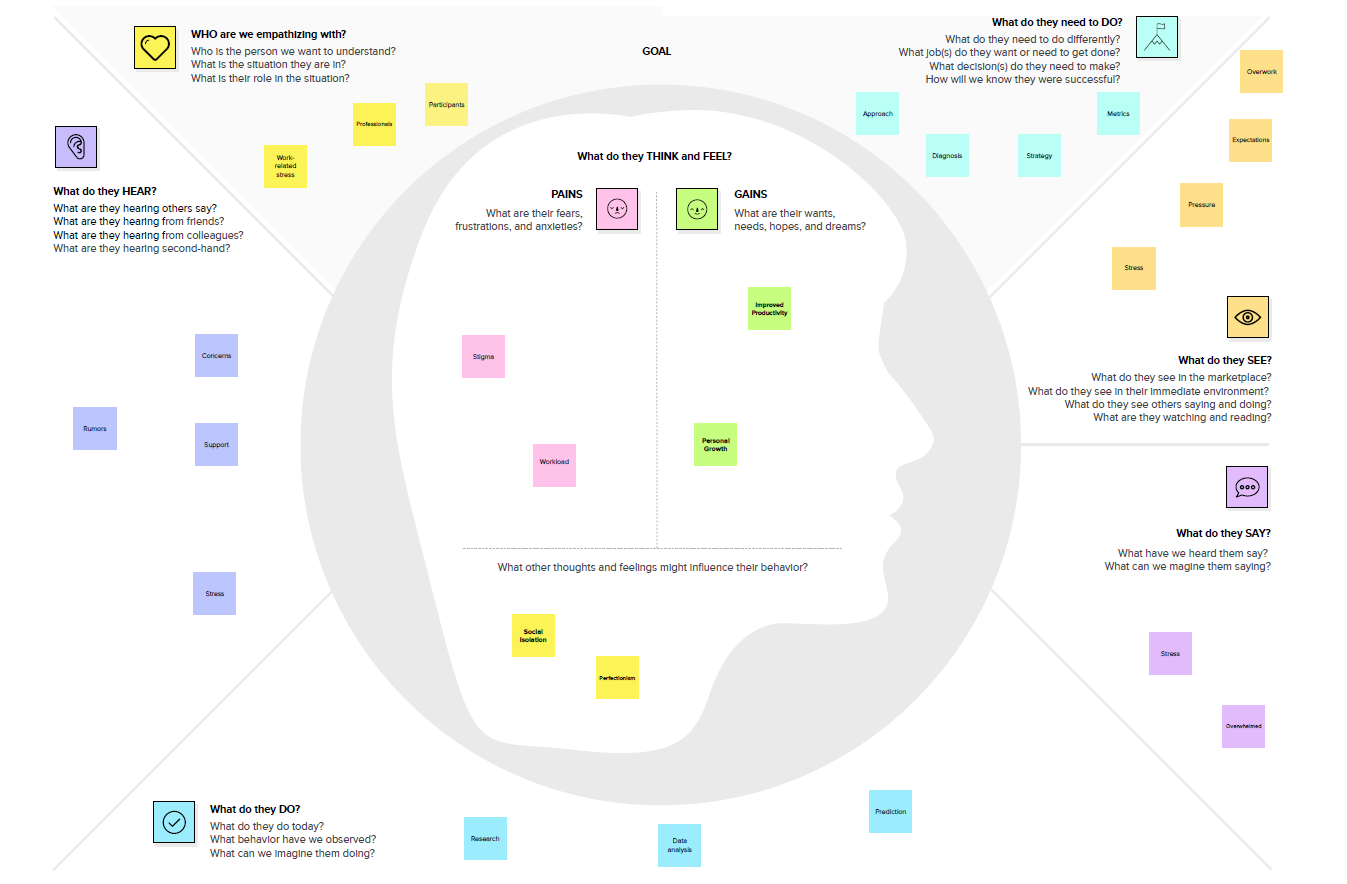 WHO are we empathizing with?
Who is the person we want to understand?
What is the situation they are in?
What is their role in the situation?
GOAL
What do they need to DO?
What do they need to do differently?
What job(s) do they want or need to get done?
What decision(s) do they need to make?
How will we know they were successful?
Participants
Professionals
Work-
related
stress
Approach
Diagnosis
Strategy
Metrics
Overwork
Expectations
Pressure
Stress
What do they HEAR?
What are they hearing others say?
What are they hearing from friends?
What are they hearing from colleagues?
What are they hearing second-hand?
Concerns
Rumors
Support
Stress
What do they THINK and FEEL?
PAINS
What are their fears,
frustrations, and anxieties?
GAINS
What are their wants,
needs, hopes, and dreams?
Improved
Productivity
Stigma
Workload
Personal
Growth
What other thoughts and feelings might influence their behavior?
Social
Isolation
Perfectionism
What do they SEE?
What do they see in the marketplace?
What do they see in their immediate environment?
What do they see others saying and doing?
What are they watching and reading?
What do they SAY?
What have we heard them say?
What can we magine them saying?
Stress
Overwhelmed
What do they DO?
What do they do today?
What behavior have we observed?
What can we imagine them doing?
Research
Data
analysis
Prediction